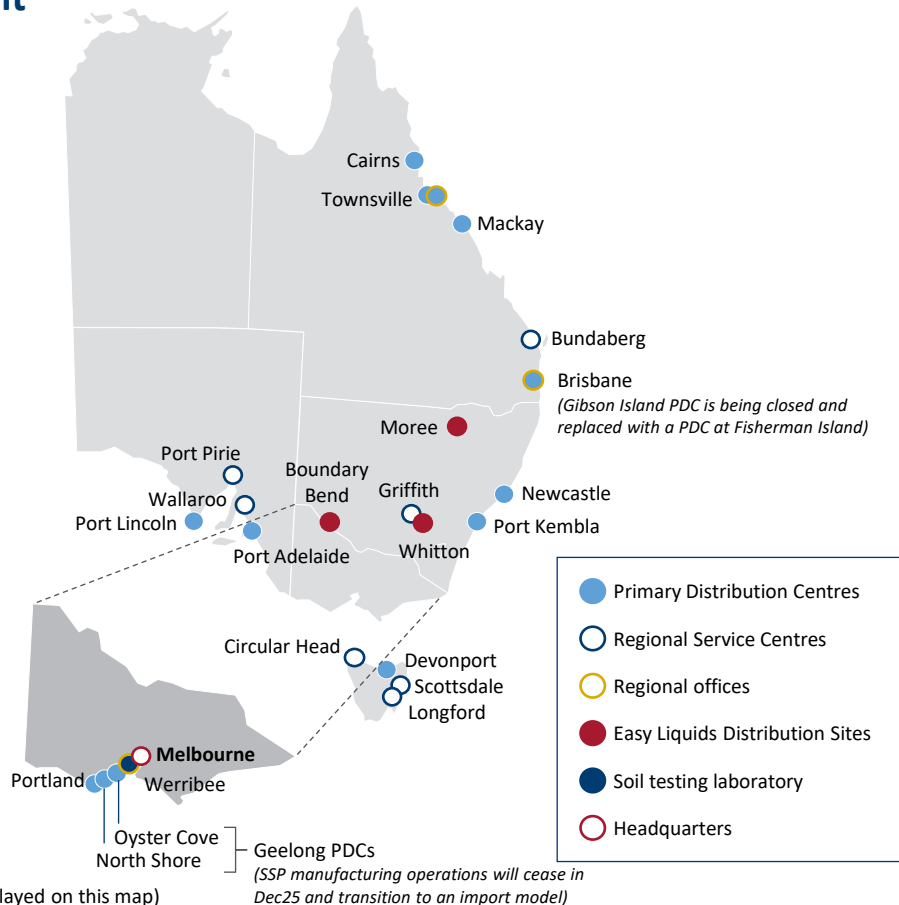 Cairns
Townsville
Mackay
Bundaberg
Brisbane
(Gibson Island PDC is being closed and
replaced with a PDC at Fisherman Island)
Moree
Port Pirie
Boundary
Bend
Griffith
Wallaroo
Newcastle
Port Lincoln
Port Kembla
Port Adelaide
Whitton
Primary Distribution Centres
Regional Service Centres
Regional offices
Easy Liquids Distribution Sites
Soil testing laboratory
Headquarters
Circular Head
Devonport
Scottsdale
Longford
Melbourne
Portland
Werribee
Oyster Cove
North Shore
Geelong PDCs
(SSP manufacturing operations will cease in
Dec25 and transition to an import model)
layed on this map)